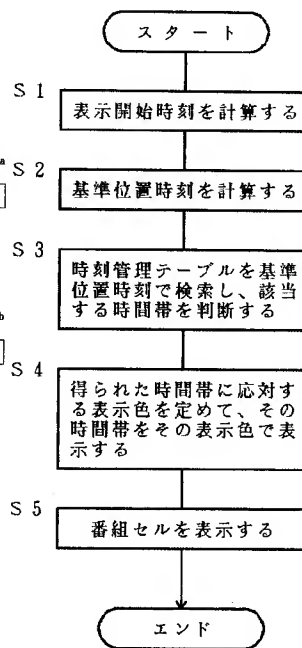 スタート
S1
表示開始時刻を計算する
a
S2
基準位置時刻を計算する
S3
時刻管理テーブルを基準
位置時刻で検索し、該当
する時間帯を判断する
b
S4
得られた時間帯に応対す
る表示色を定めて、その
時間帯をその表示色で表
示する
S5
番組セルを表示する
エンド